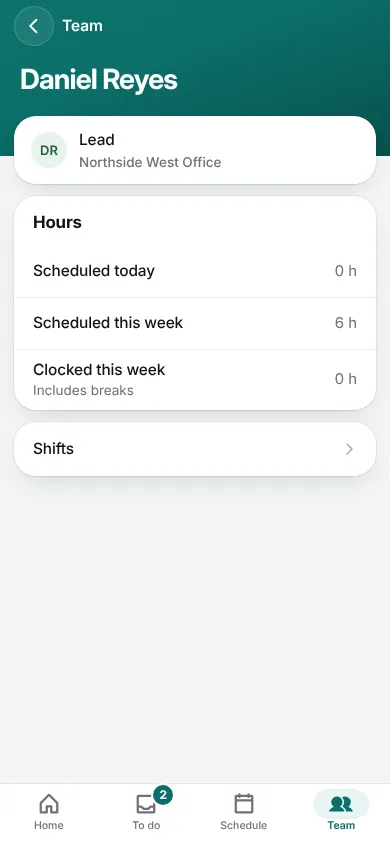 Team
Daniel Reyes
DR
Lead
Northside West Office
Hours
Scheduled today
0 h
Scheduled this week
6 h
Clocked this week
Includes breaks
0 h
Shifts
2
Home
To do
Schedule
Team